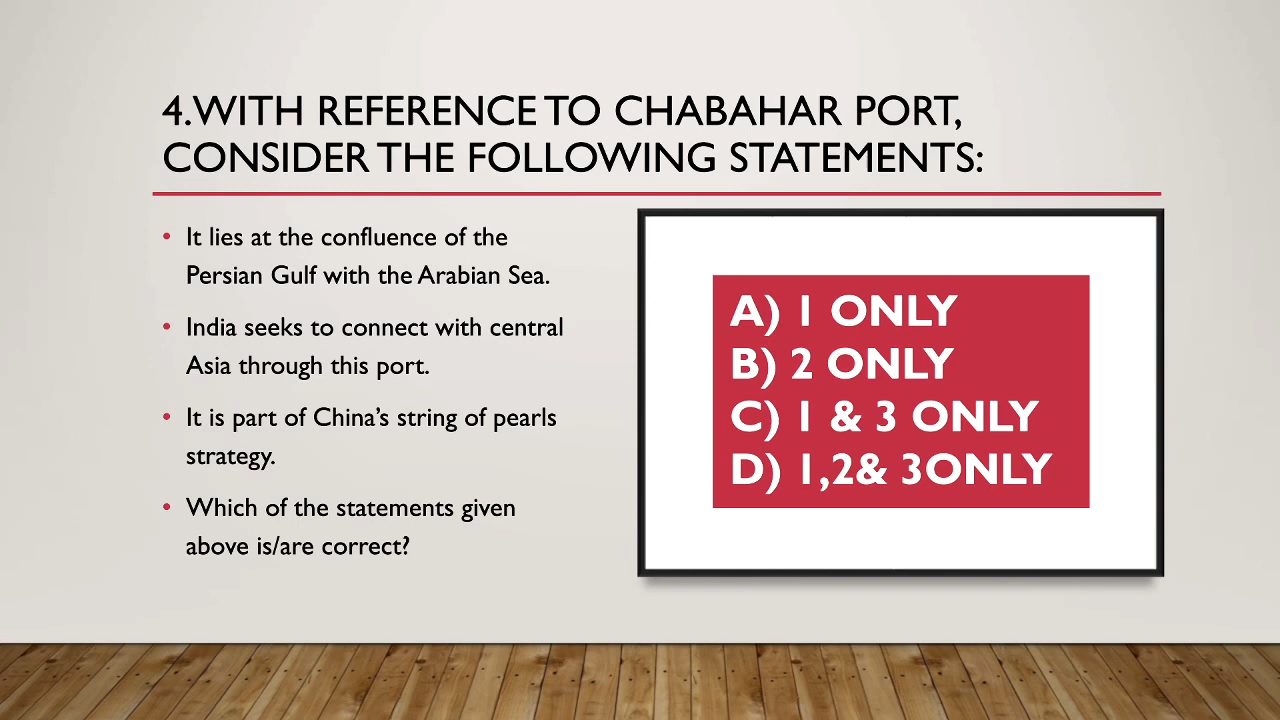 4. WITH REFERENCE TO CHABAHAR PORT,
CONSIDER THE FOLLOWING STATEMENTS:
• It lies at the confluence of the
Persian Gulf with the Arabian Sea.
• India seeks to connect with central
Asia through this port.
• It is part of China’s string of pearls
strategy.
• Which of the statements given
above is/are correct?
A) 1 ONLY
B) 2 ONLY
C) 1 & 3 ONLY
D) 1,2& 3ONLY